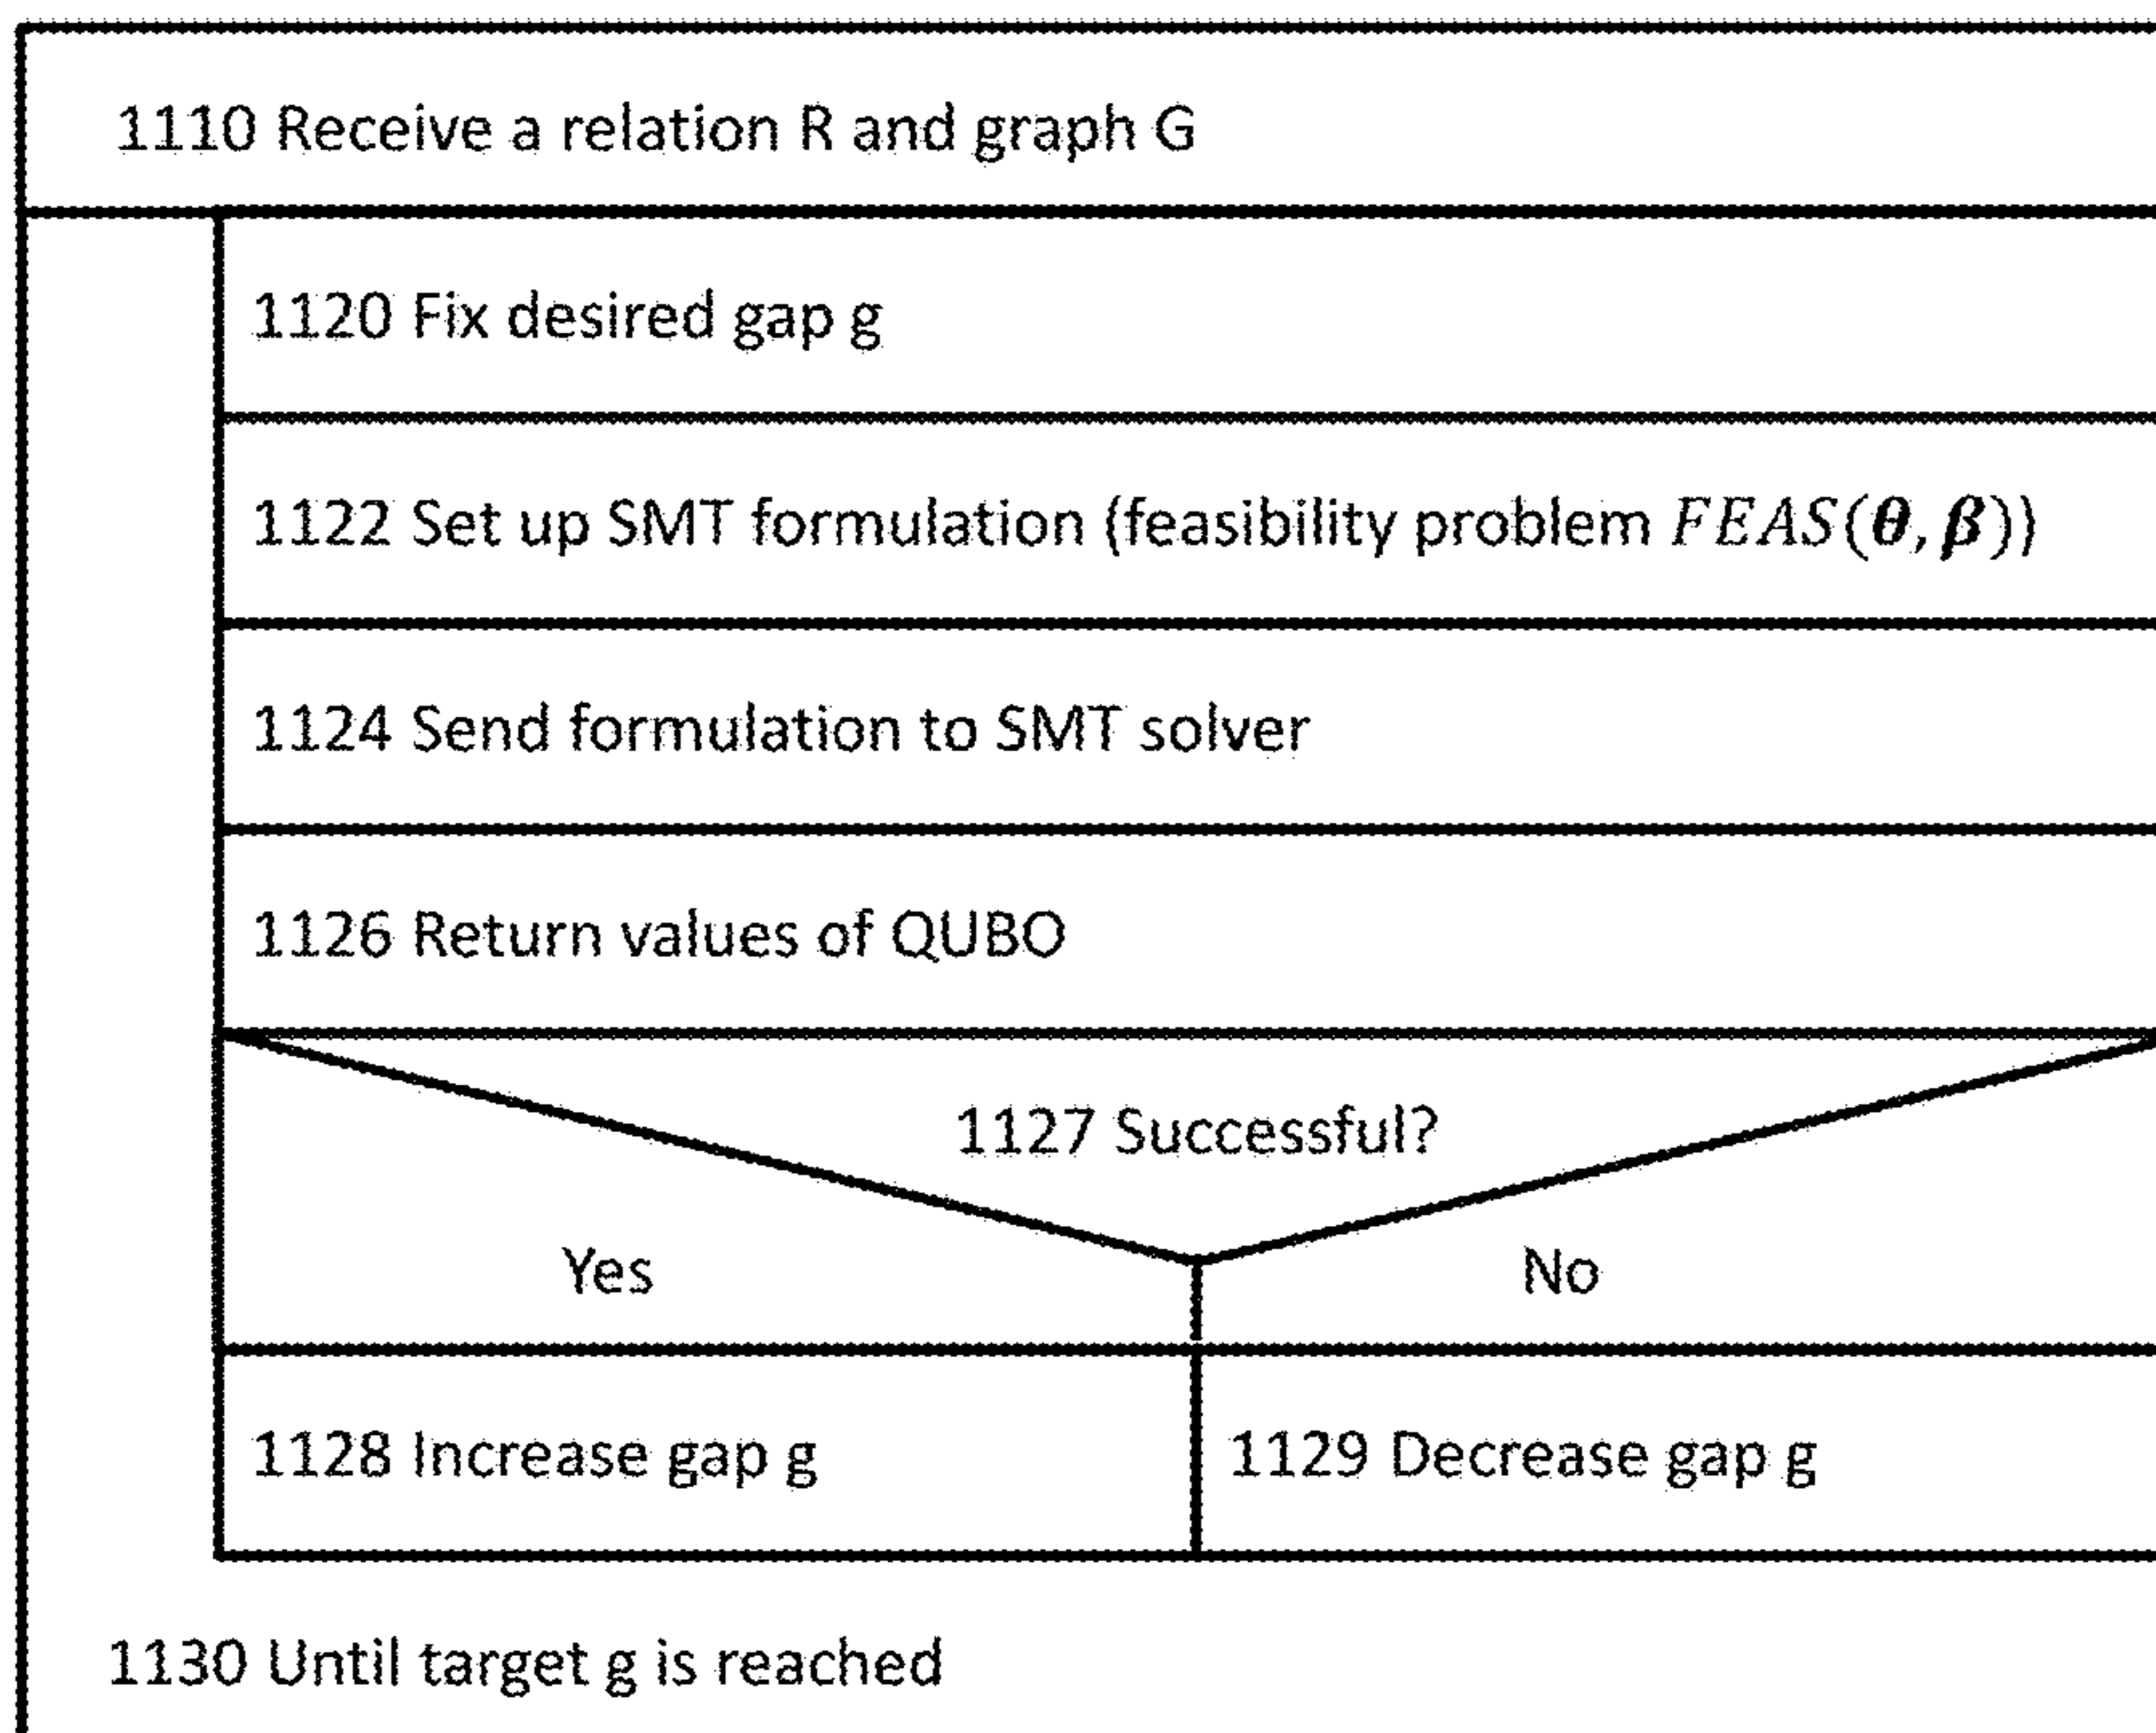 1110 Receive a relation R and graph G
1120 Fix desired gap g
1122 Set up SMT formulation (feasibility problem FEAS(θ, β))
1124 Send formulation to SMT solver
1126 Return values of QUBO
1127 Successful?
Yes
No
1128 Increase gap g
1129 Decrease gap g
1130 Until target g is reached